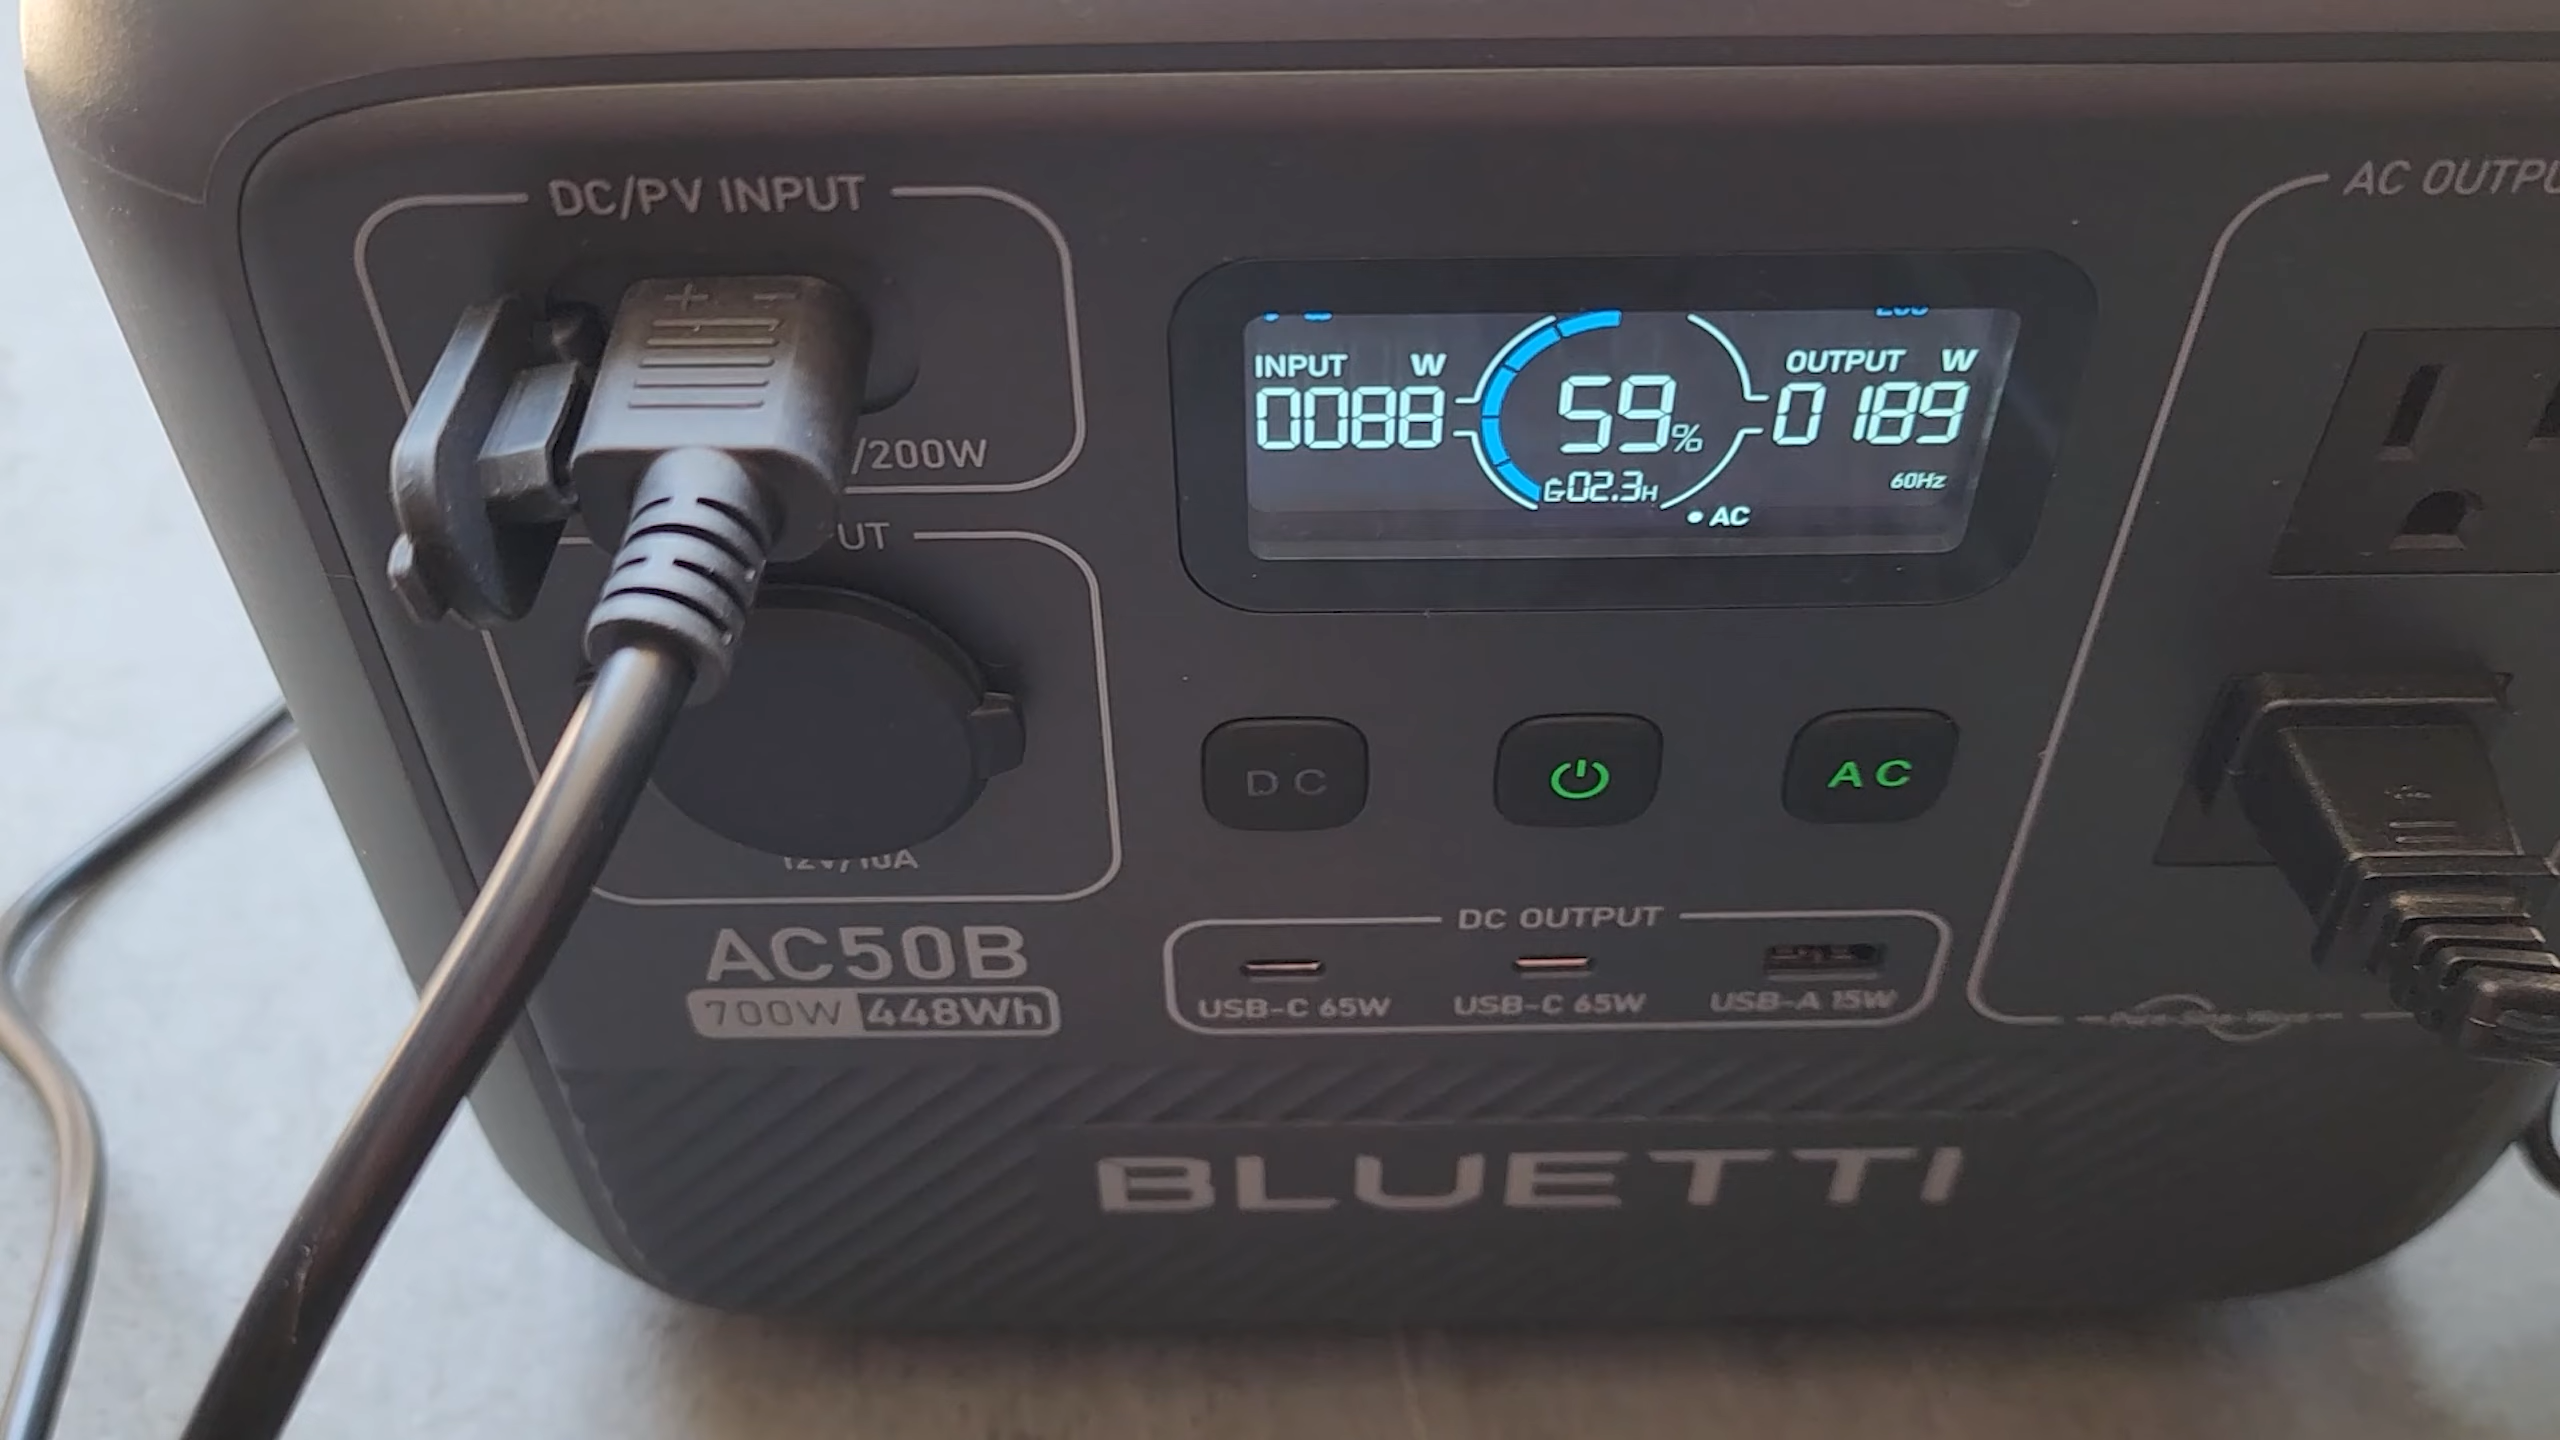 DC/PV INPUT
+ -
/200W
UT
12V/10A
AC50B
700W 448Wh
INPUT W
0088
59%
02.3H
OUTPUT W
0189
60Hz
AC
DC
AC
DC OUTPUT
USB-C 65W
USB-C 65W
USB-A 15W
AC OUTPU
BLUETTI